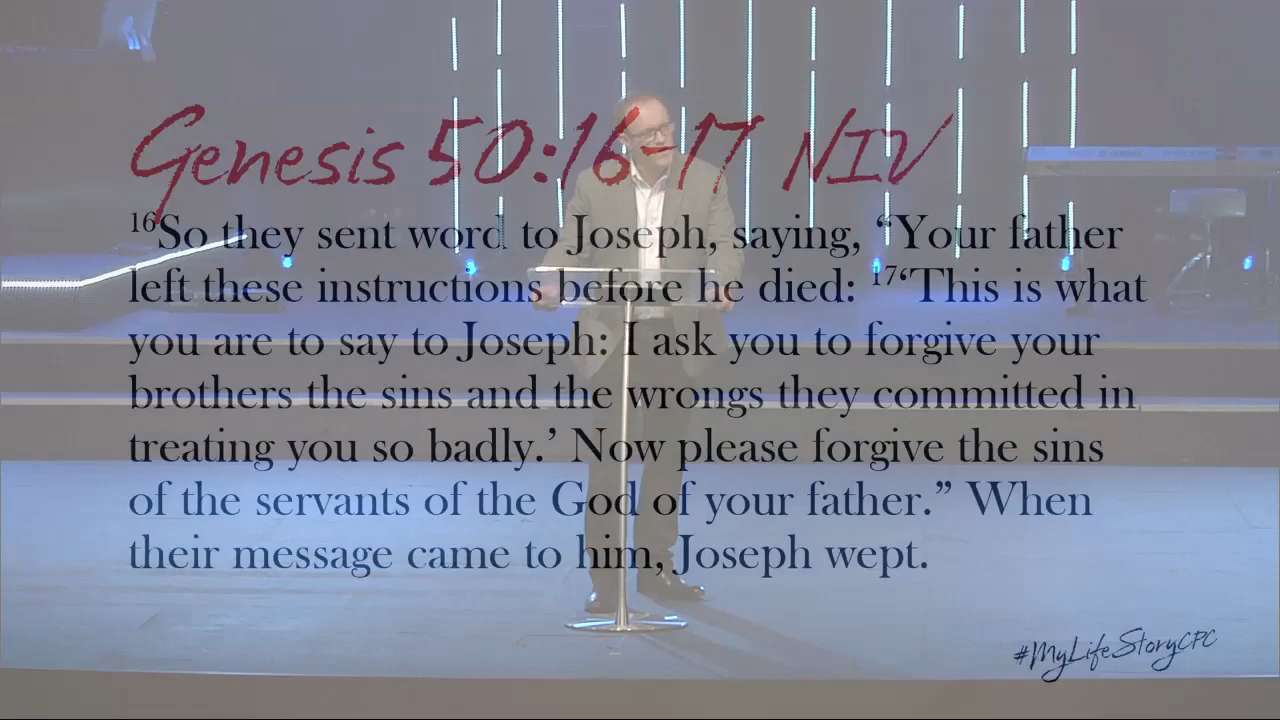 Genesis 50:16-17 NIV
¹⁶So they sent word to Joseph, saying, “Your father
left these instructions before he died: ¹⁷‘This is what
you are to say to Joseph: I ask you to forgive your
brothers the sins and the wrongs they committed in
treating you so badly.’ Now please forgive the sins
of the servants of the God of your father.” When
their message came to him, Joseph wept.
#MyLifeStoryCPC